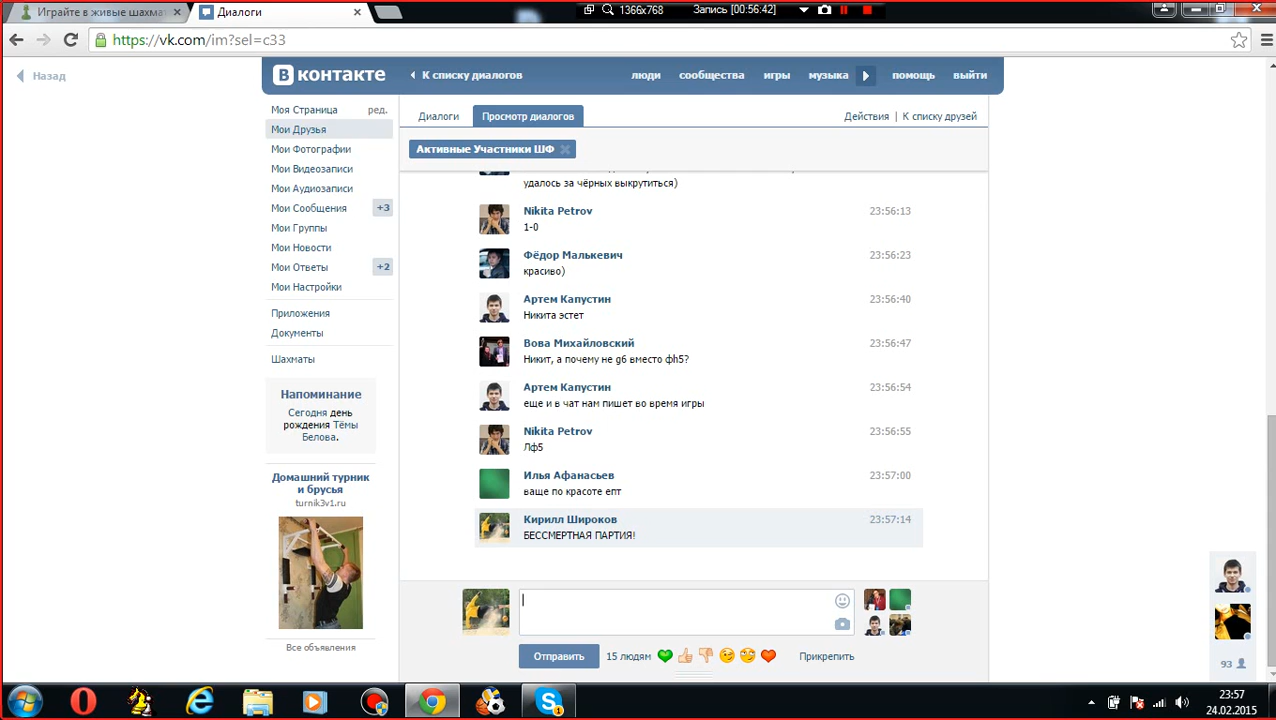 Играйте в живые шахмат
Диалоги
1366x768
Запись [00:56:42]
https://vk.com/im?sel=c33
Назад
В контакте
К списку диалогов
люди
сообщества
игры
музыка
помощь
выйти
Моя Страница
ред.
Мои Друзья
Мои Фотографии
Мои Видеозаписи
Мои Аудиозаписи
Мои Сообщения
+3
Мои Группы
Мои Новости
Мои Ответы
+2
Мои Настройки
Приложения
Документы
Шахматы
Напоминание
Сегодня день
рождения Тёмы
Белова.
Домашний турник
и брусья
turnik3v1.ru
Все объявления
Диалоги
Просмотр диалогов
Действия | К списку друзей
Активные Участники ШФ
удалось за чёрных выкрутиться)
Nikita Petrov
23:56:13
1-0
Фёдор Малькевич
23:56:23
красиво)
Артем Капустин
23:56:40
Никита эстет
Вова Михайловский
23:56:47
Никит, а почему не g6 вместо фh5?
Артем Капустин
23:56:54
еще и в чат нам пишет во время игры
Nikita Petrov
23:56:55
Лф5
Илья Афанасьев
23:57:00
ваще по красоте епт
Кирилл Широков
23:57:14
БЕССМЕРТНАЯ ПАРТИЯ!
Отправить
15 людям
Прикрепить
93
23:57
24.02.2015